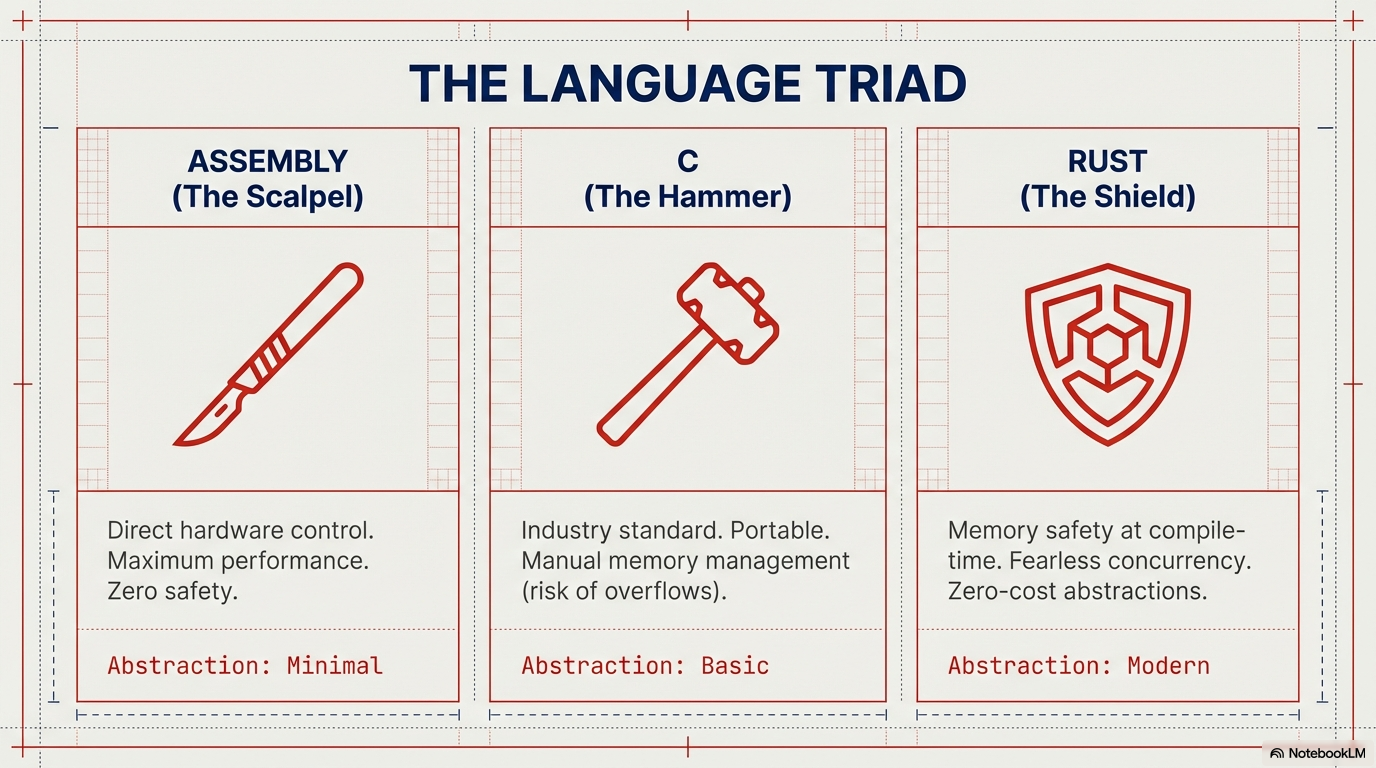 THE LANGUAGE TRIAD
ASSEMBLY
(The Scalpel)
Direct hardware control.
Maximum performance.
Zero safety.
Abstraction: Minimal
C
(The Hammer)
Industry standard. Portable.
Manual memory management
(risk of overflows).
Abstraction: Basic
RUST
(The Shield)
Memory safety at compile-
time. Fearless concurrency.
Zero-cost abstractions.
Abstraction: Modern
NotebookLM